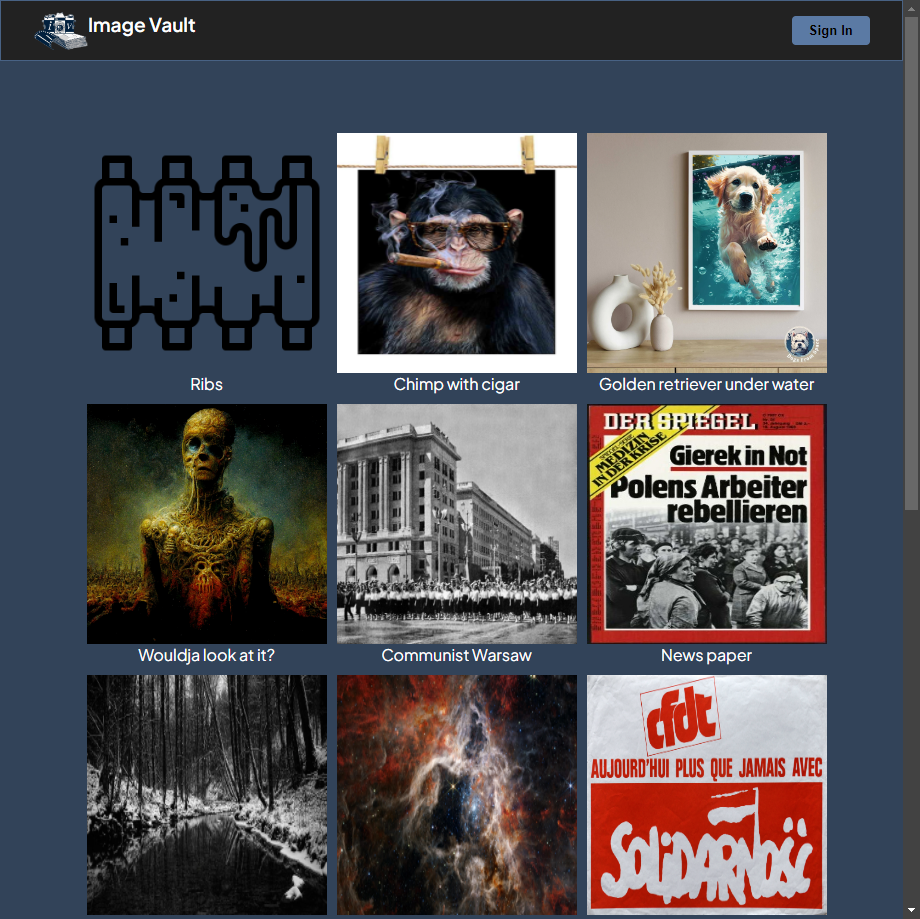 Image Vault
Sign In
Ribs
Chimp with cigar
Golden retriever under water
DER SPIEGEL
MEDIZIN
IN DER KRISE
Gierek in Not
Polens Arbeiter
rebellieren
Wouldja look at it?
Communist Warsaw
News paper
cfdt
AUJOURD'HUI PLUS QUE JAMAIS AVEC
SOLIDARNOŚĆ